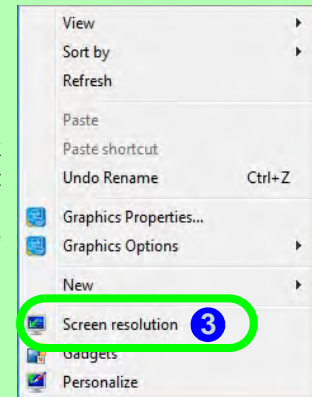 View
Sort by
Refresh
Paste
Paste shortcut
Undo Rename Ctrl+Z
Graphics Properties...
Graphics Options
New
Screen resolution 3
Gadgets
Personalize